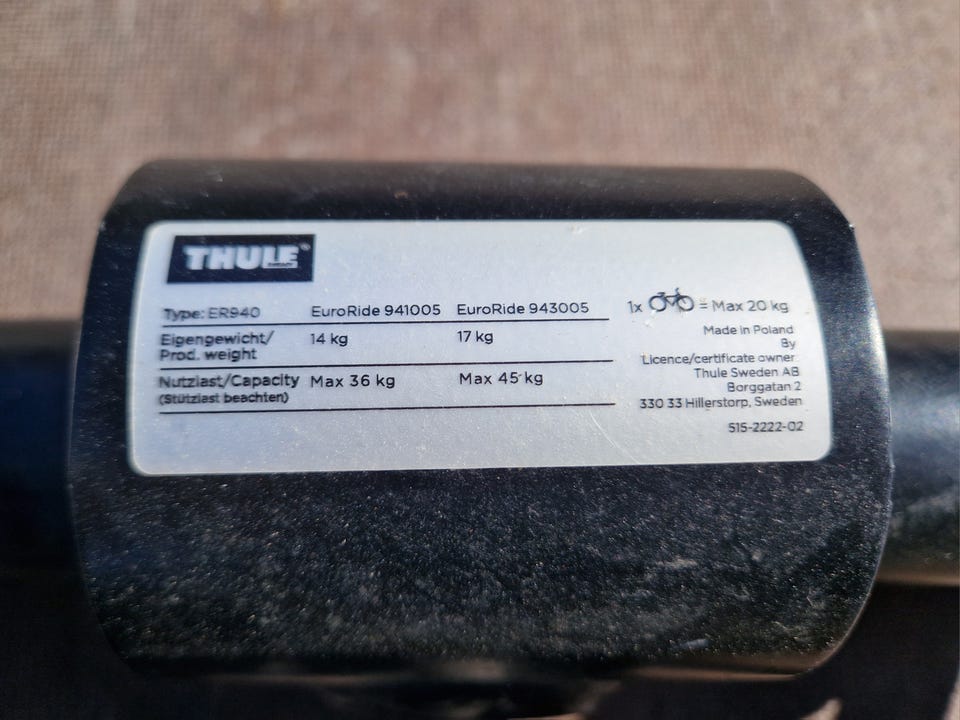 THULE
SWEDEN
Type: ER940 EuroRide 941005 EuroRide 943005
Eigengewicht/ 14 kg 17 kg
Prod. weight
Nutzlast/Capacity Max 36 kg Max 45 kg
(Stützlast beachten)
1x = Max 20 kg
Made in Poland
By
Licence/certificate owner
Thule Sweden AB
Borggatan 2
330 33 Hillerstorp, Sweden
515-2222-02